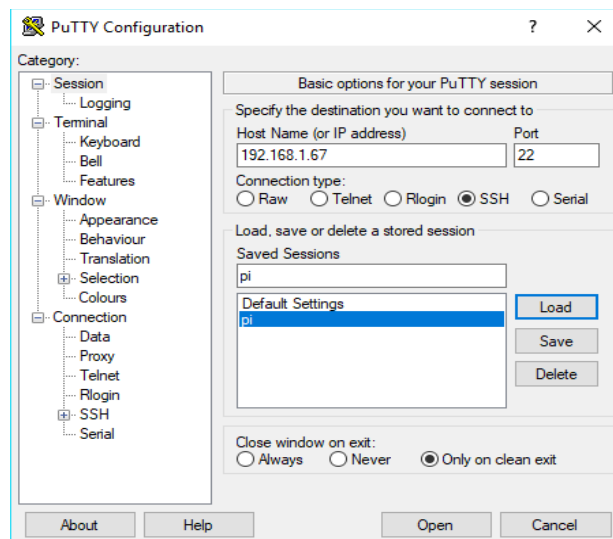 PuTTY Configuration ? ×
Category:
Session
Logging
Terminal
Keyboard
Bell
Features
Window
Appearance
Behaviour
Translation
Selection
Colours
Connection
Data
Proxy
Telnet
Rlogin
SSH
Serial
Basic options for your PuTTY session
Specify the destination you want to connect to
Host Name (or IP address) Port
192.168.1.67 22
Connection type:
Raw Telnet Rlogin SSH Serial
Load, save or delete a stored session
Saved Sessions
pi
Default Settings
pi
Load
Save
Delete
Close window on exit:
Always Never Only on clean exit
About Help Open Cancel